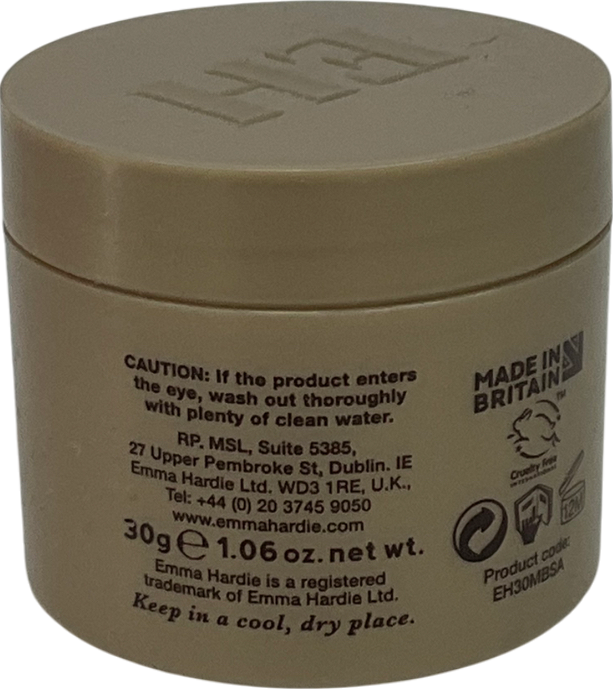 EH
CAUTION: If the product enters
the eye, wash out thoroughly
with plenty of clean water.
RP. MSL, Suite 5385,
27 Upper Pembroke St, Dublin. IE
Emma Hardie Ltd. WD3 1RE, U.K.,
Tel: +44 (0) 20 3745 9050
www.emmahardie.com
30g ℮ 1.06 oz. net wt.
Emma Hardie is a registered
trademark of Emma Hardie Ltd.
Keep in a cool, dry place.
MADE IN
BRITAIN
TM
Cruelty Free
INTERNATIONAL
12M
Product code:
EH30MBSA